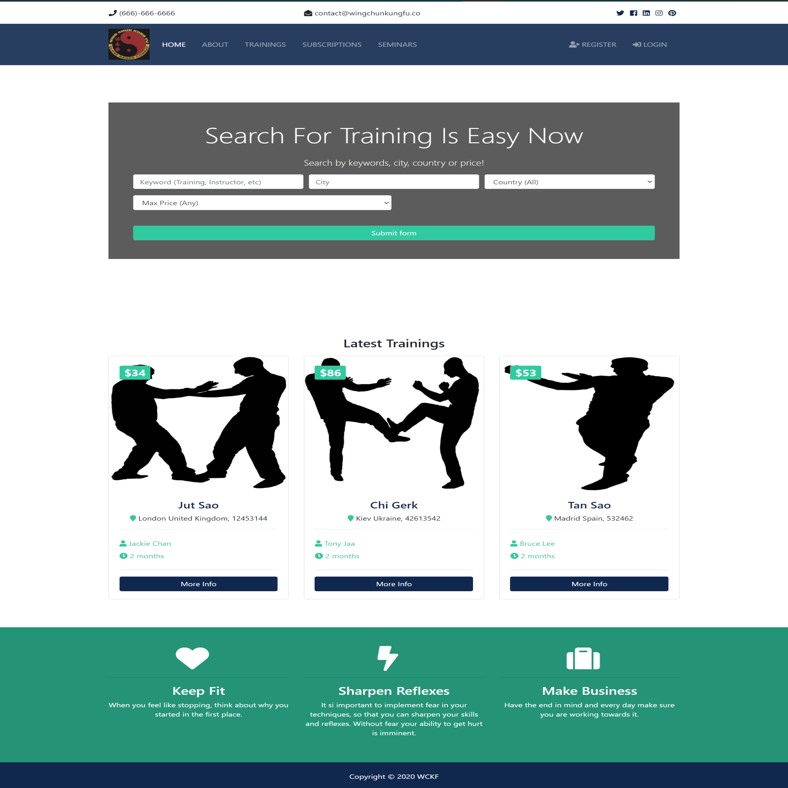 (666)-666-6666
contact@wingchunkungfu.co
HOME
ABOUT
TRAININGS
SUBSCRIPTIONS
SEMINARS
REGISTER
LOGIN
Search For Training Is Easy Now
Search by keywords, city, country or price!
Keyword (Training, Instructor, etc)
City
Country (All)
Max Price (Any)
Submit form
Latest Trainings
$34
Jut Sao
London United Kingdom, 12453144
Jackie Chan
2 months
More Info
$86
Chi Gerk
Kiev Ukraine, 42613542
Tony Jaa
2 months
More Info
$53
Tan Sao
Madrid Spain, 532462
Bruce Lee
2 months
More Info
Keep Fit
When you feel like stopping, think about why you
started in the first place.
Sharpen Reflexes
It si important to implement fear in your
techniques, so that you can sharpen your skills
and reflexes. Without fear your ability to get hurt
is imminent.
Make Business
Have the end in mind and every day make sure
you are working towards it.
Copyright © 2020 WCKF